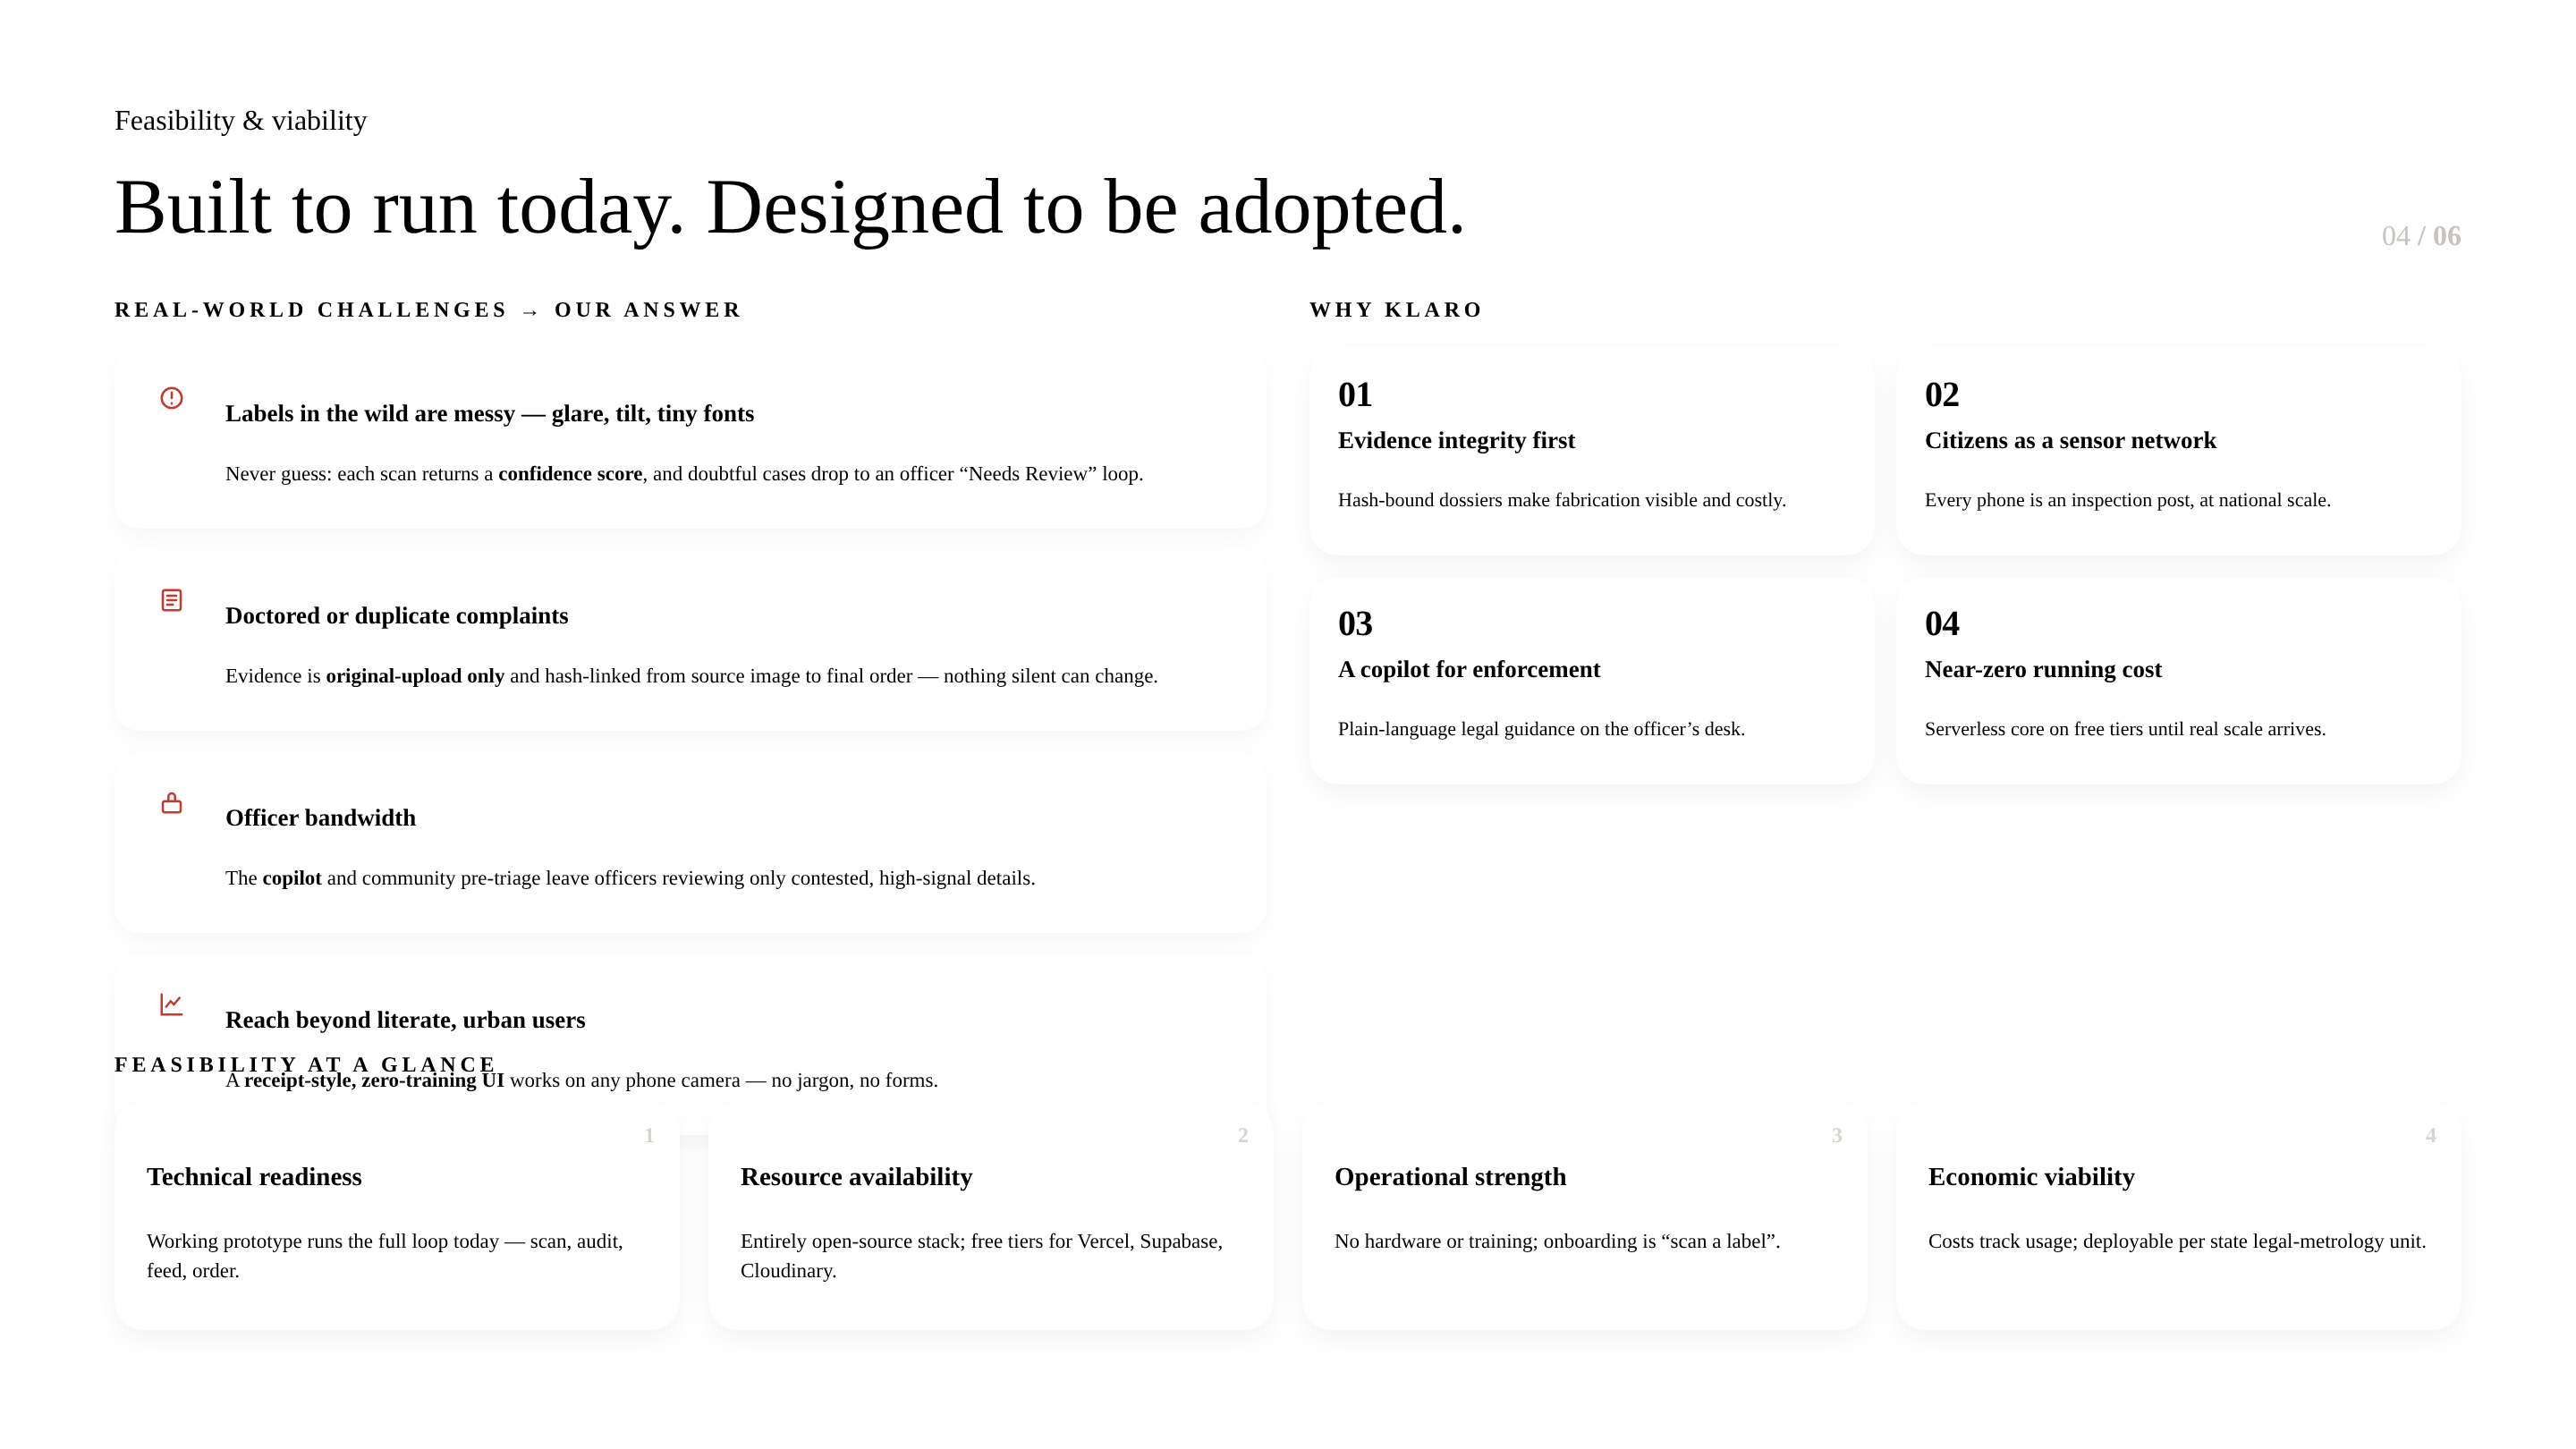 Feasibility & viability
Built to run today. Designed to be adopted.
04 / 06
REAL-WORLD CHALLENGES → OUR ANSWER
Labels in the wild are messy — glare, tilt, tiny fonts
Never guess: each scan returns a confidence score, and doubtful cases drop to an officer “Needs Review” loop.
Doctored or duplicate complaints
Evidence is original-upload only and hash-linked from source image to final order — nothing silent can change.
Officer bandwidth
The copilot and community pre-triage leave officers reviewing only contested, high-signal details.
Reach beyond literate, urban users
A receipt-style, zero-training UI works on any phone camera — no jargon, no forms.
WHY KLARO
01
Evidence integrity first
Hash-bound dossiers make fabrication visible and costly.
02
Citizens as a sensor network
Every phone is an inspection post, at national scale.
03
A copilot for enforcement
Plain-language legal guidance on the officer’s desk.
04
Near-zero running cost
Serverless core on free tiers until real scale arrives.
FEASIBILITY AT A GLANCE
1
Technical readiness
Working prototype runs the full loop today — scan, audit,
feed, order.
2
Resource availability
Entirely open-source stack; free tiers for Vercel, Supabase,
Cloudinary.
3
Operational strength
No hardware or training; onboarding is “scan a label”.
4
Economic viability
Costs track usage; deployable per state legal-metrology unit.